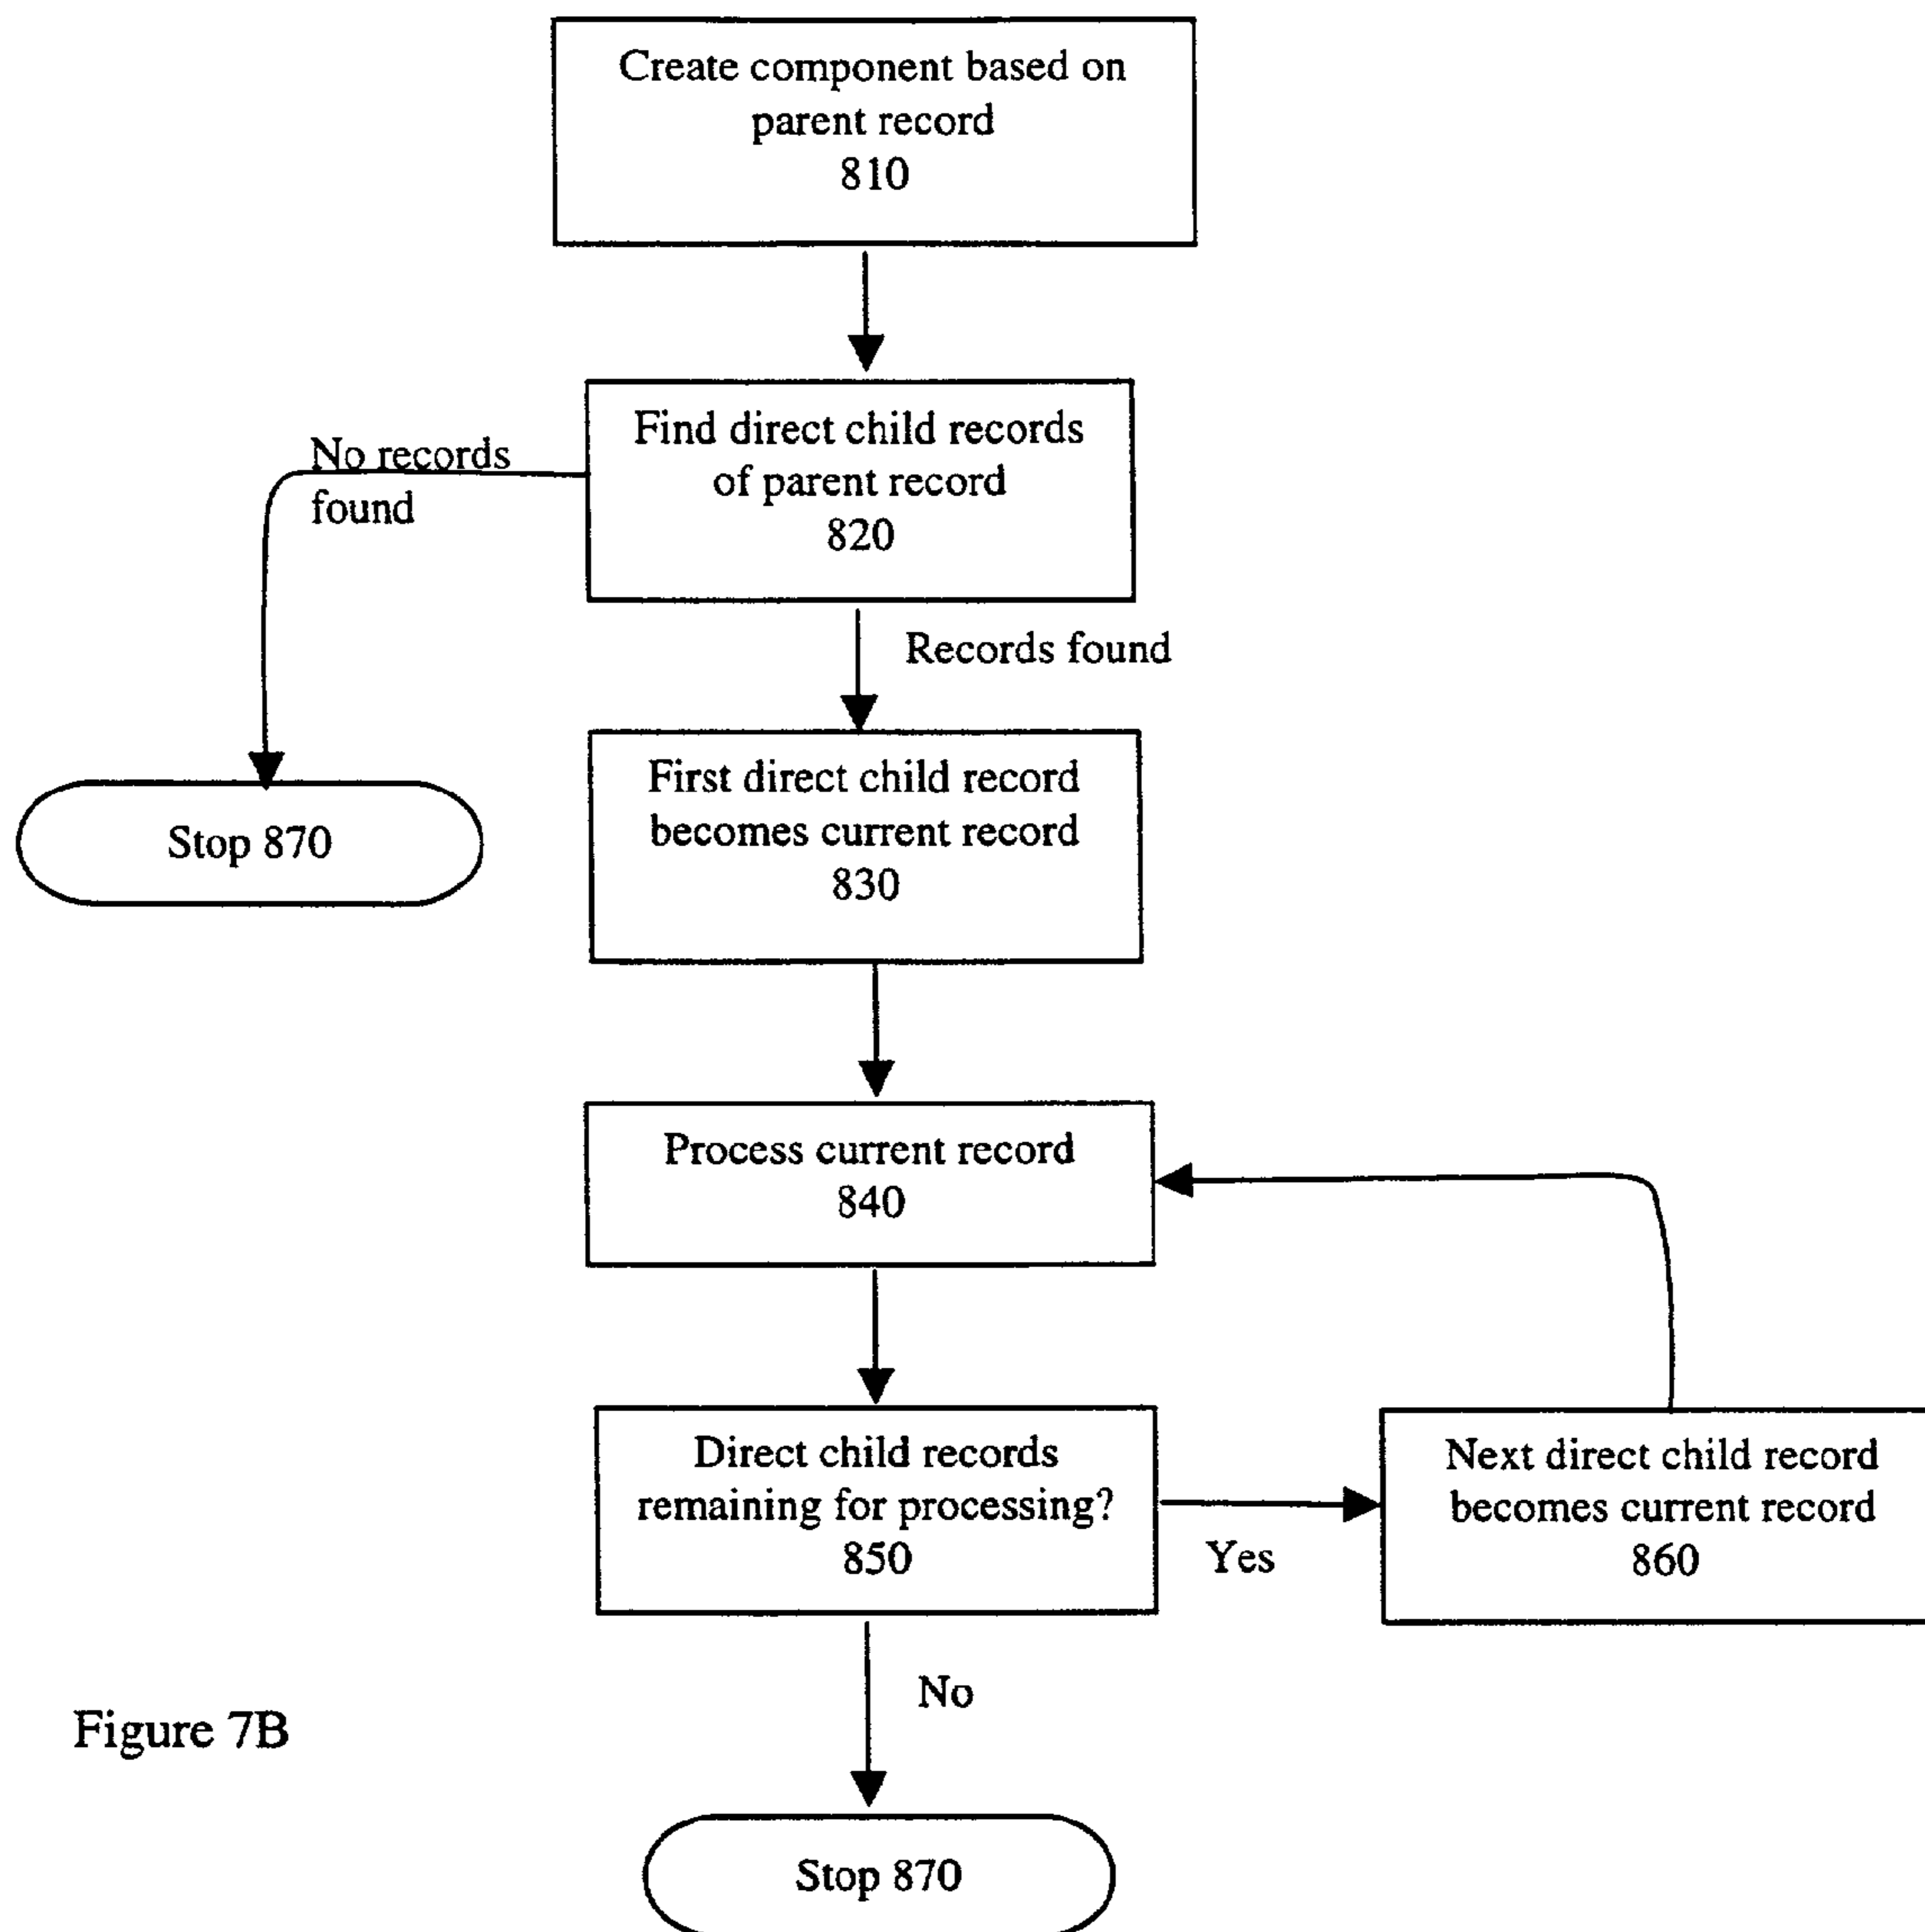 Create component based on
parent record
810
Find direct child records
of parent record
820
No records
found
Records found
First direct child record
becomes current record
830
Stop 870
Process current record
840
Direct child records
remaining for processing?
850
Yes
Next direct child record
becomes current record
860
No
Figure 7B
Stop 870